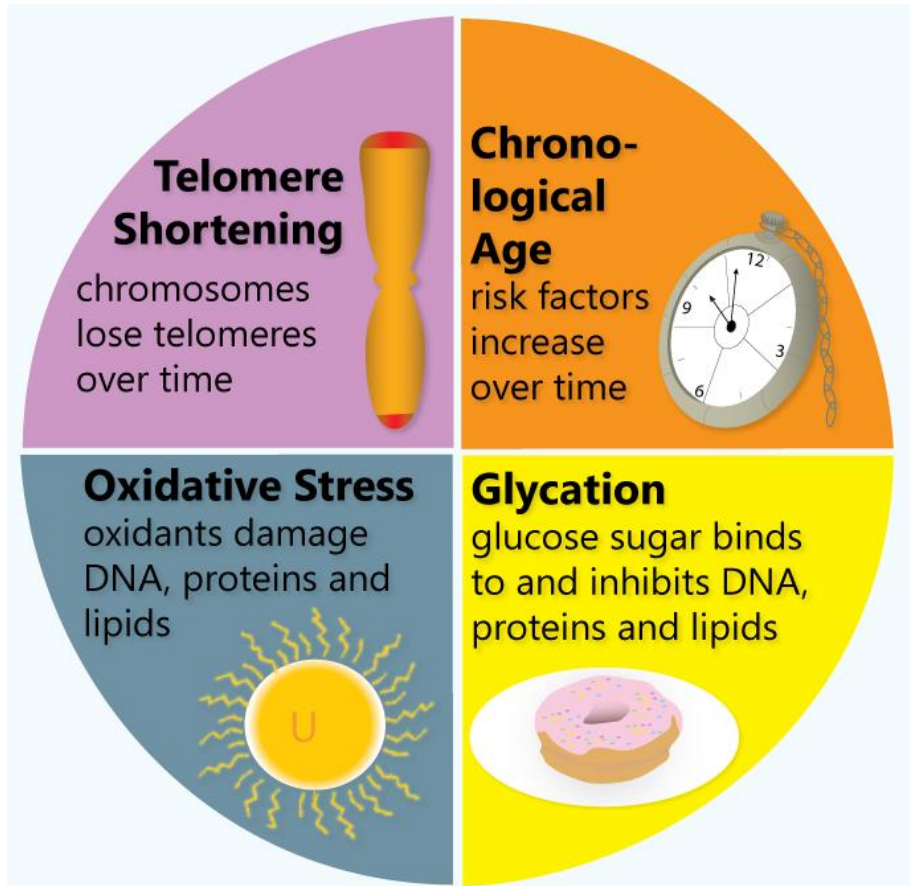 Telomere
Shortening
chromosomes
lose telomeres
over time
Chrono-
logical
Age
risk factors
increase
over time
12
9
3
6
Oxidative Stress
oxidants damage
DNA, proteins and
lipids
U
Glycation
glucose sugar binds
to and inhibits DNA,
proteins and lipids